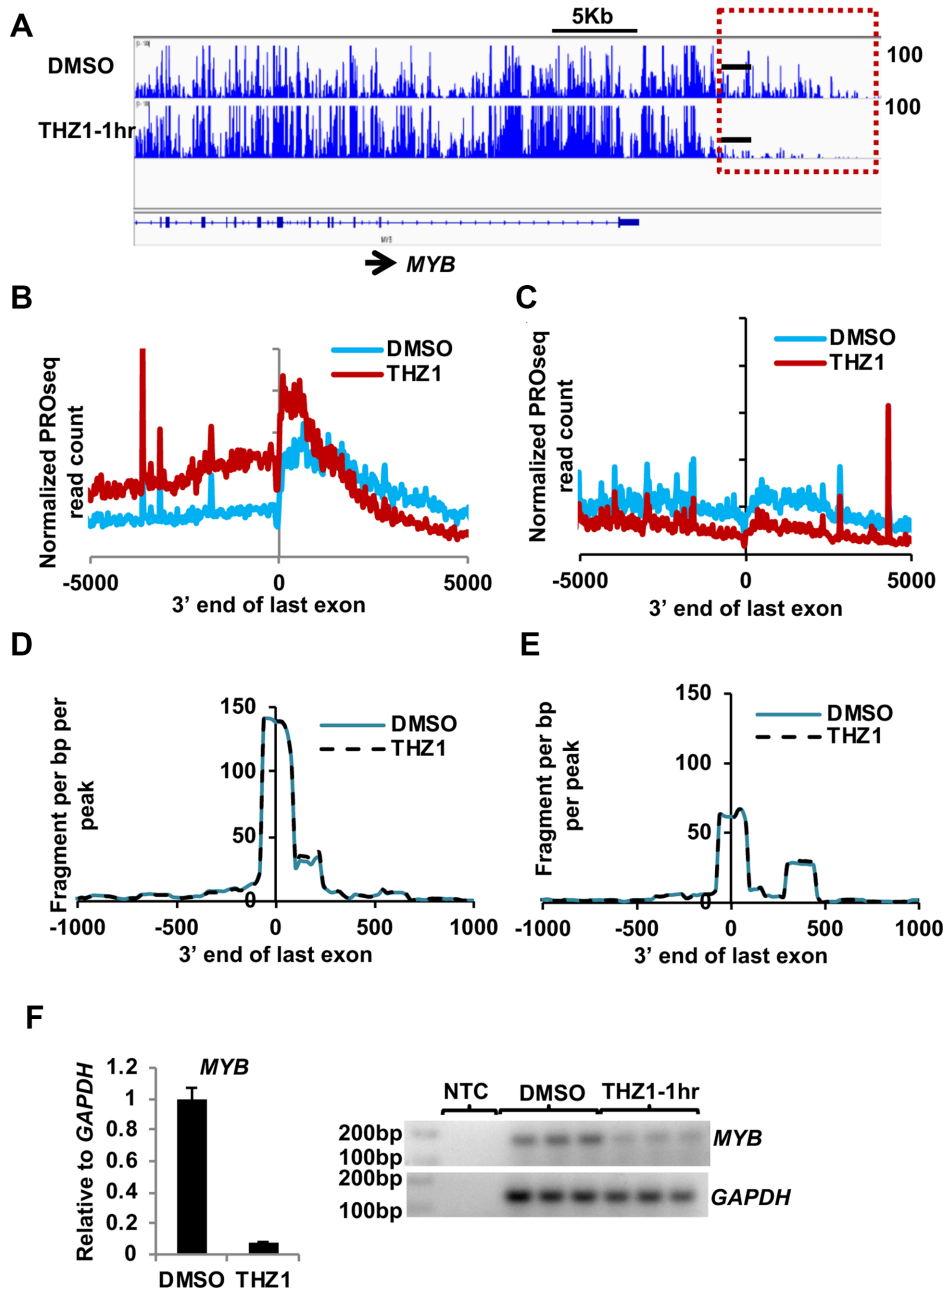 A
5Kb
DMSO
100
THZ1-1hr
100
MYB
MYB
B
Normalized PROseq
read count
DMSO
THZ1
-5000
0
5000
3’ end of last exon
C
Normalized PROseq
read count
DMSO
THZ1
-5000
0
5000
3’ end of last exon
D
Fragment per bp per
peak
150
100
50
0
DMSO
THZ1
-1000
-500
0
500
1000
3’ end of last exon
E
Fragment per bp
per peak
150
100
50
0
DMSO
THZ1
-1000
-500
0
500
1000
3’ end of last exon
F
Relative to GAPDH
MYB
1.2
1
0.8
0.6
0.4
0.2
0
DMSO
THZ1
NTC
DMSO
THZ1-1hr
200bp
100bp
MYB
200bp
100bp
GAPDH